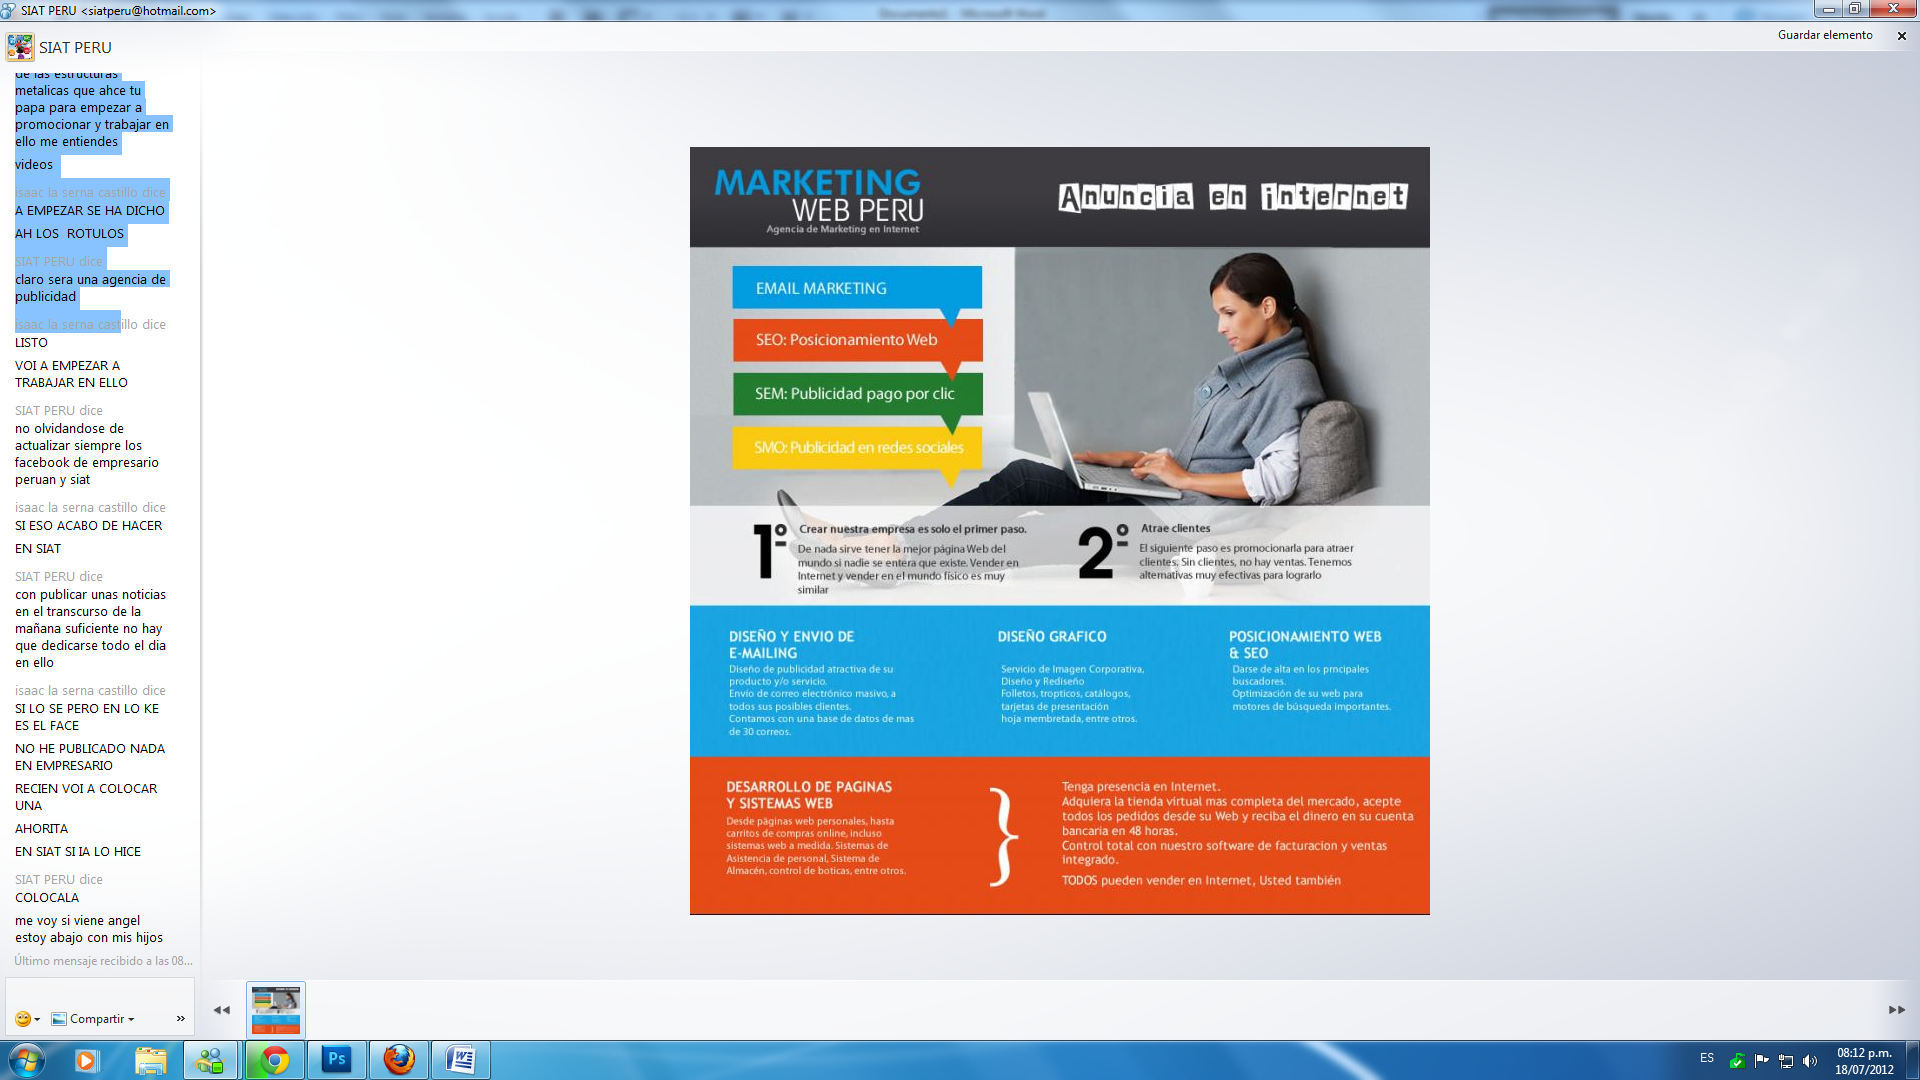 SIAT PERU <siatperu@hotmail.com>
SIAT PERU
Guardar elemento
de las estructuras
metalicas que ahce tu
papa para empezar a
promocionar y trabajar en
ello me entiendes
videos
isaac la serna castillo dice
A EMPEZAR SE HA DICHO
AH LOS ROTULOS
SIAT PERU dice
claro sera una agencia de
publicidad
isaac la serna castillo dice
LISTO
VOI A EMPEZAR A
TRABAJAR EN ELLO
SIAT PERU dice
no olvidandose de
actualizar siempre los
facebook de empresario
peruan y siat
isaac la serna castillo dice
SI ESO ACABO DE HACER
EN SIAT
SIAT PERU dice
con publicar unas noticias
en el transcurso de la
mañana suficiente no hay
que dedicarse todo el dia
en ello
isaac la serna castillo dice
SI LO SE PERO EN LO KE
ES EL FACE
NO HE PUBLICADO NADA
EN EMPRESARIO
RECIEN VOI A COLOCAR
UNA
AHORITA
EN SIAT SI IA LO HICE
SIAT PERU dice
COLOCALA
me voy si viene angel
estoy abajo con mis hijos
Último mensaje recibido a las 08...
Compartir
MARKETING
WEB PERU
Agencia de Marketing en Internet
Anuncia en internet
EMAIL MARKETING
SEO: Posicionamiento Web
SEM: Publicidad pago por clic
SMO: Publicidad en redes sociales
1º
Crear nuestra empresa es solo el primer paso.
De nada sirve tener la mejor página Web del
mundo si nadie se entera que existe. Vender en
Internet y vender en el mundo físico es muy
similar
2º
Atrae clientes
El siguiente paso es promocionarla para atraer
clientes. Sin clientes, no hay ventas. Tenemos
alternativas muy efectivas para lograrlo
DISEÑO Y ENVIO DE
E-MAILING
Diseño de publicidad atractiva de su
producto y/o servicio.
Envío de correo electrónico masivo, a
todos sus posibles clientes.
Contamos con una base de datos de mas
de 30 correos.
DISEÑO GRAFICO
Servicio de Imagen Corporativa,
Diseño y Rediseño
Folletos, tropticos, catálogos,
tarjetas de presentación
hoja membretada, entre otros.
POSICIONAMIENTO WEB
& SEO
Darse de alta en los prncipales
buscadores.
Optimización de su web para
motores de búsqueda importantes.
DESARROLLO DE PAGINAS
Y SISTEMAS WEB
Desde páginas web personales, hasta
carritos de compras online, incluso
sistemas web a medida. Sistemas de
Asistencia de personal, Sistema de
Almacén, control de boticas, entre otros.
Tenga presencia en Internet.
Adquiera la tienda virtual mas completa del mercado, acepte
todos los pedidos desde su Web y reciba el dinero en su cuenta
bancaria en 48 horas.
Control total con nuestro software de facturacion y ventas
integrado.
TODOS pueden vender en Internet, Usted también
Ps
ES
08:12 p.m.
18/07/2012